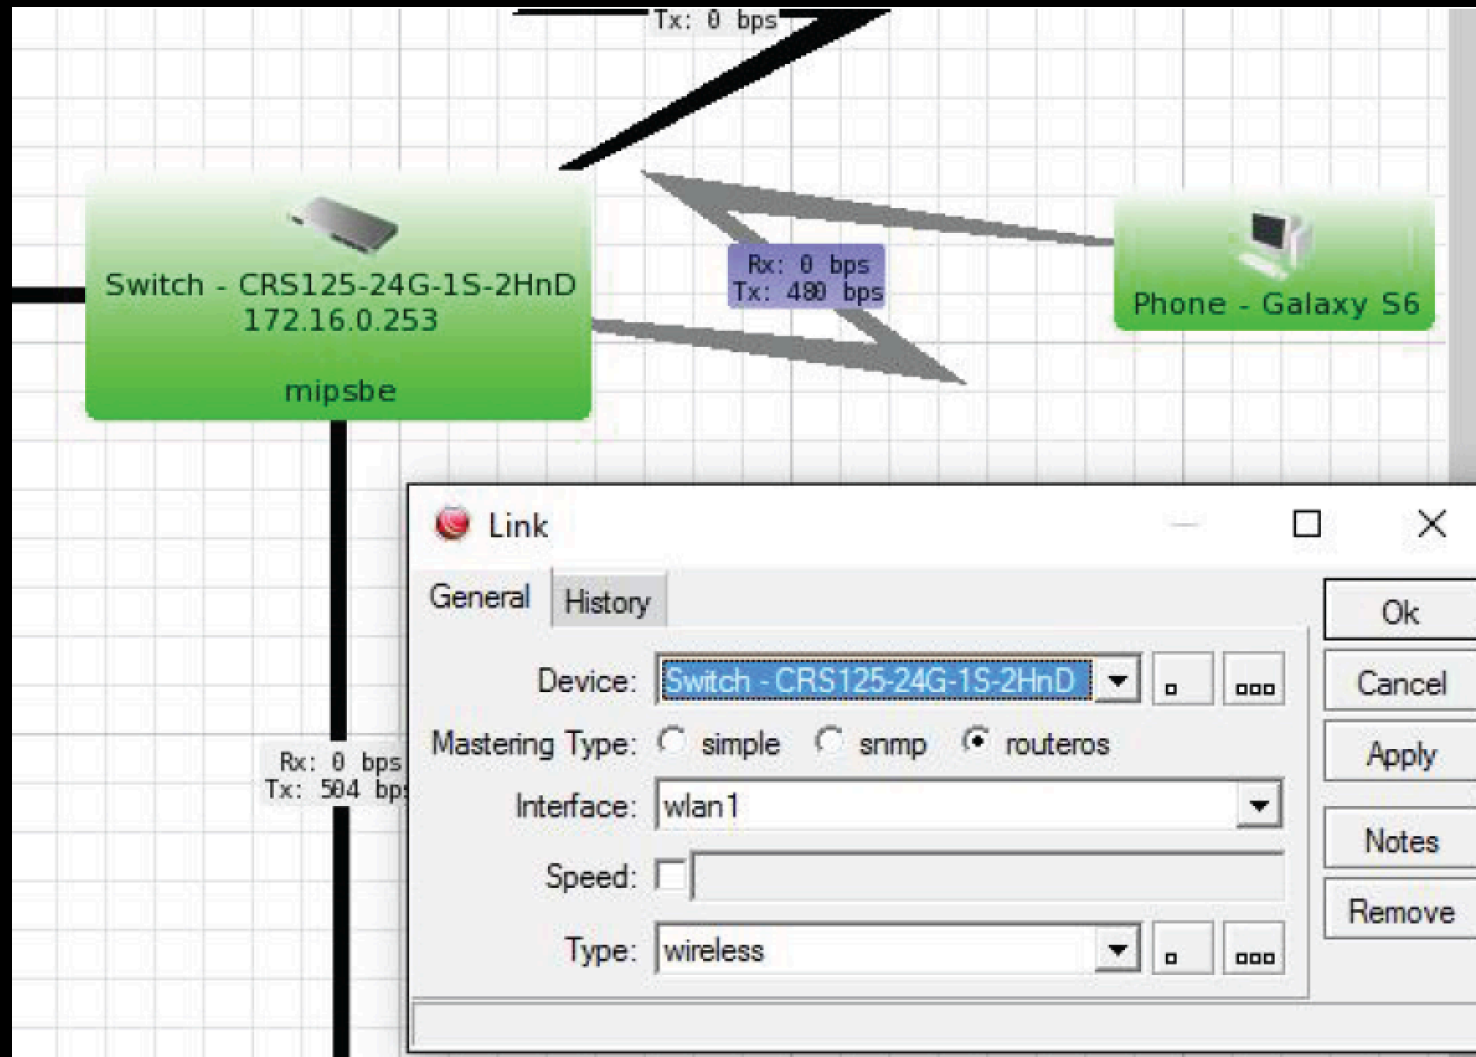 Tx: 0 bps
Switch - CRS125-24G-1S-2HnD
172.16.0.253
mipsbe
Rx: 0 bps
Tx: 480 bps
Phone - Galaxy S6
Rx: 0 bps
Tx: 504 bps
Link
General
History
Device: Switch - CRS125-24G-1S-2HnD
Mastering Type: simple snmp routeros
Interface: wlan1
Speed:
Type: wireless
Ok
Cancel
Apply
Notes
Remove